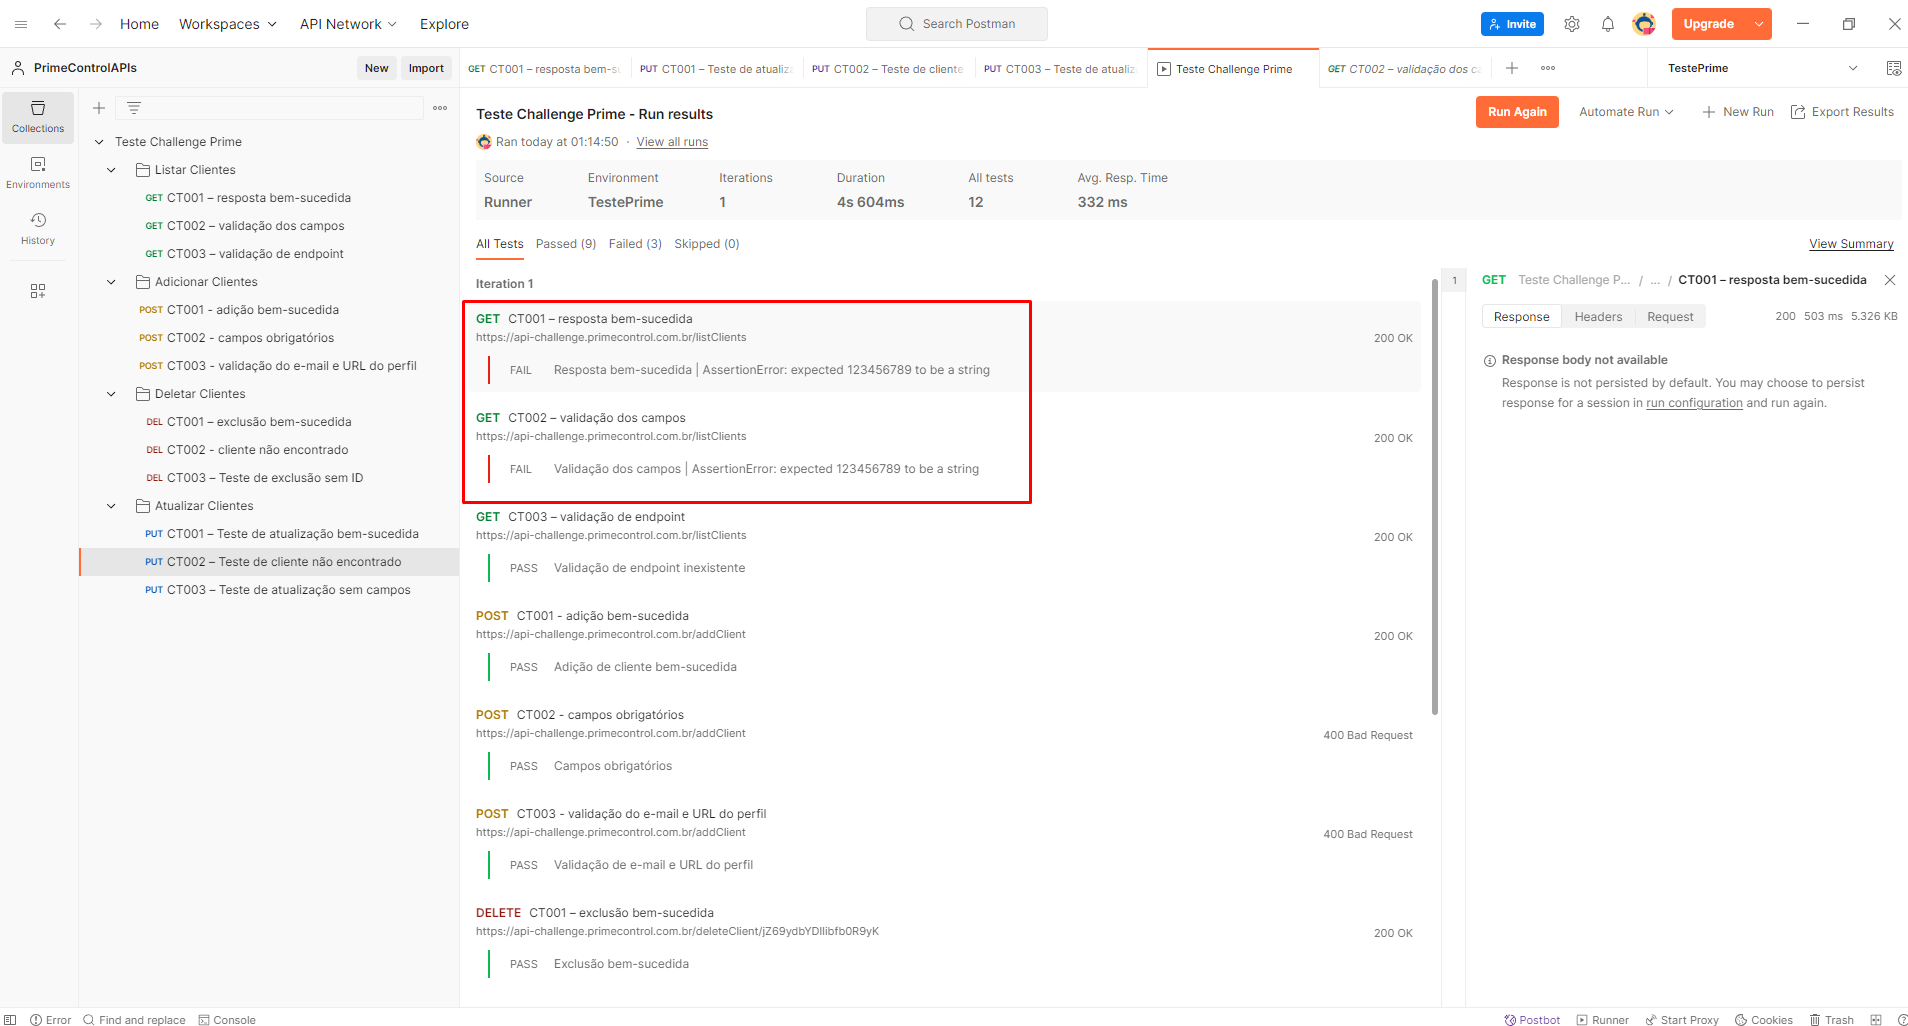 Home
Workspaces
API Network
Explore
Search Postman
Invite
Upgrade
PrimeControlAPIs
New
Import
GET CT001 – resposta bem-s
PUT CT001 – Teste de atualiz
PUT CT002 – Teste de cliente
PUT CT003 – Teste de atualiz
Teste Challenge Prime
GET CT002 – validação dos c
TestePrime
Collections
Environments
History
Teste Challenge Prime
Listar Clientes
GET CT001 – resposta bem-sucedida
GET CT002 – validação dos campos
GET CT003 – validação de endpoint
Adicionar Clientes
POST CT001 - adição bem-sucedida
POST CT002 - campos obrigatórios
POST CT003 - validação do e-mail e URL do perfil
Deletar Clientes
DEL CT001 – exclusão bem-sucedida
DEL CT002 - cliente não encontrado
DEL CT003 – Teste de exclusão sem ID
Atualizar Clientes
PUT CT001 – Teste de atualização bem-sucedida
PUT CT002 – Teste de cliente não encontrado
PUT CT003 – Teste de atualização sem campos
Teste Challenge Prime - Run results
Run Again
Automate Run
New Run
Export Results
Ran today at 01:14:50 · View all runs
Source Environment Iterations Duration All tests Avg. Resp. Time
Runner TestePrime 1 4s 604ms 12 332 ms
All Tests Passed (9) Failed (3) Skipped (0)
View Summary
Iteration 1
GET CT001 – resposta bem-sucedida
https://api-challenge.primecontrol.com.br/listClients
200 OK
FAIL Resposta bem-sucedida | AssertionError: expected 123456789 to be a string
GET CT002 – validação dos campos
https://api-challenge.primecontrol.com.br/listClients
200 OK
FAIL Validação dos campos | AssertionError: expected 123456789 to be a string
GET CT003 – validação de endpoint
https://api-challenge.primecontrol.com.br/listClients
200 OK
PASS Validação de endpoint inexistente
POST CT001 - adição bem-sucedida
https://api-challenge.primecontrol.com.br/addClient
200 OK
PASS Adição de cliente bem-sucedida
POST CT002 - campos obrigatórios
https://api-challenge.primecontrol.com.br/addClient
400 Bad Request
PASS Campos obrigatórios
POST CT003 - validação do e-mail e URL do perfil
https://api-challenge.primecontrol.com.br/addClient
400 Bad Request
PASS Validação de e-mail e URL do perfil
DELETE CT001 – exclusão bem-sucedida
https://api-challenge.primecontrol.com.br/deleteClient/jZ69ydbYDIlibfb0R9yK
200 OK
PASS Exclusão bem-sucedida
1
GET Teste Challenge P... / ... / CT001 – resposta bem-sucedida
Response Headers Request
200 503 ms 5.326 KB
Response body not available
Response is not persisted by default. You may choose to persist
response for a session in run configuration and run again.
Error
Find and replace
Console
Postbot
Runner
Start Proxy
Cookies
Trash